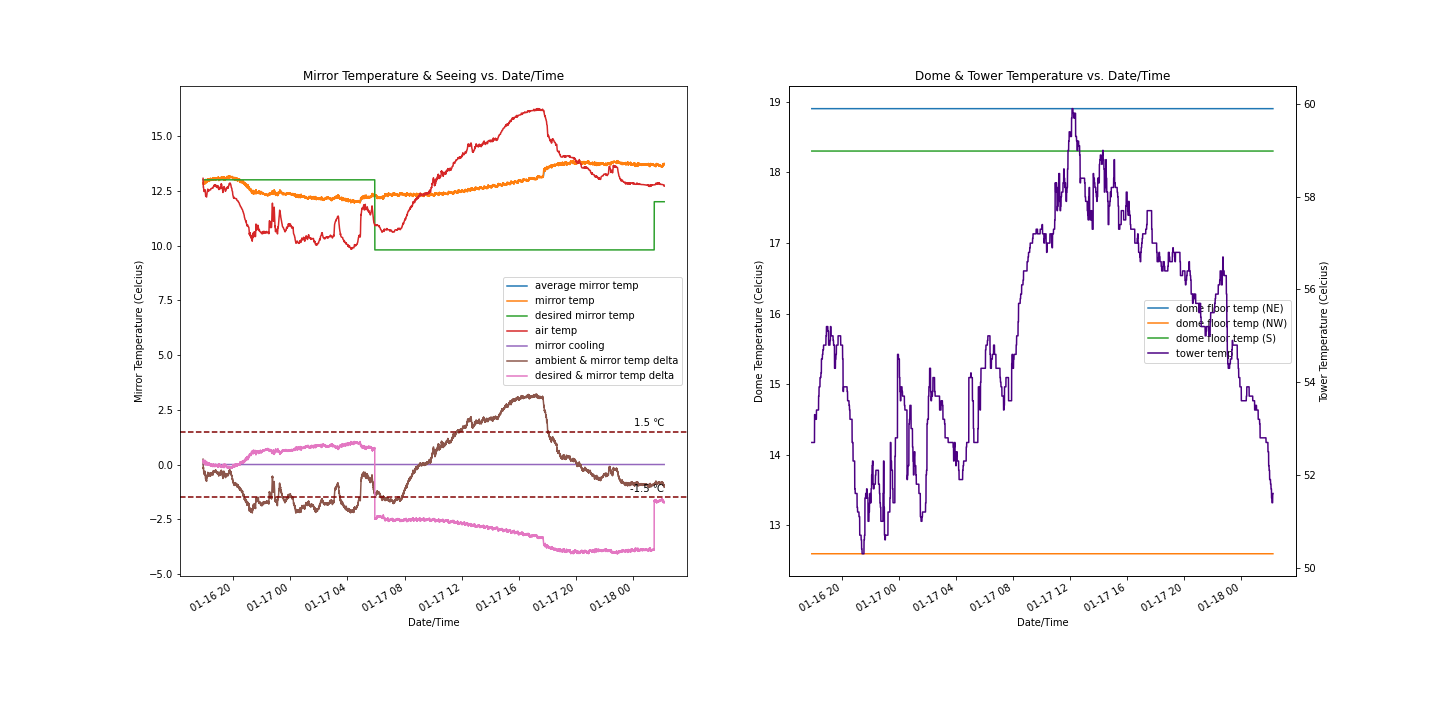 Mirror Temperature & Seeing vs. Date/Time
Mirror Temperature (Celcius)
15.0
12.5
10.0
7.5
5.0
2.5
0.0
−2.5
−5.0
average mirror temp
mirror temp
desired mirror temp
air temp
mirror cooling
ambient & mirror temp delta
desired & mirror temp delta
1.5 °C
-1.5 °C
01-16 20
01-17 00
01-17 04
01-17 08
01-17 12
01-17 16
01-17 20
01-18 00
Date/Time
Dome & Tower Temperature vs. Date/Time
Dome Temperature (Celcius)
19
18
17
16
15
14
13
dome floor temp (NE)
dome floor temp (NW)
dome floor temp (S)
tower temp
60
58
56
54
52
50
Tower Temperature (Celcius)
01-16 20
01-17 00
01-17 04
01-17 08
01-17 12
01-17 16
01-17 20
01-18 00
Date/Time